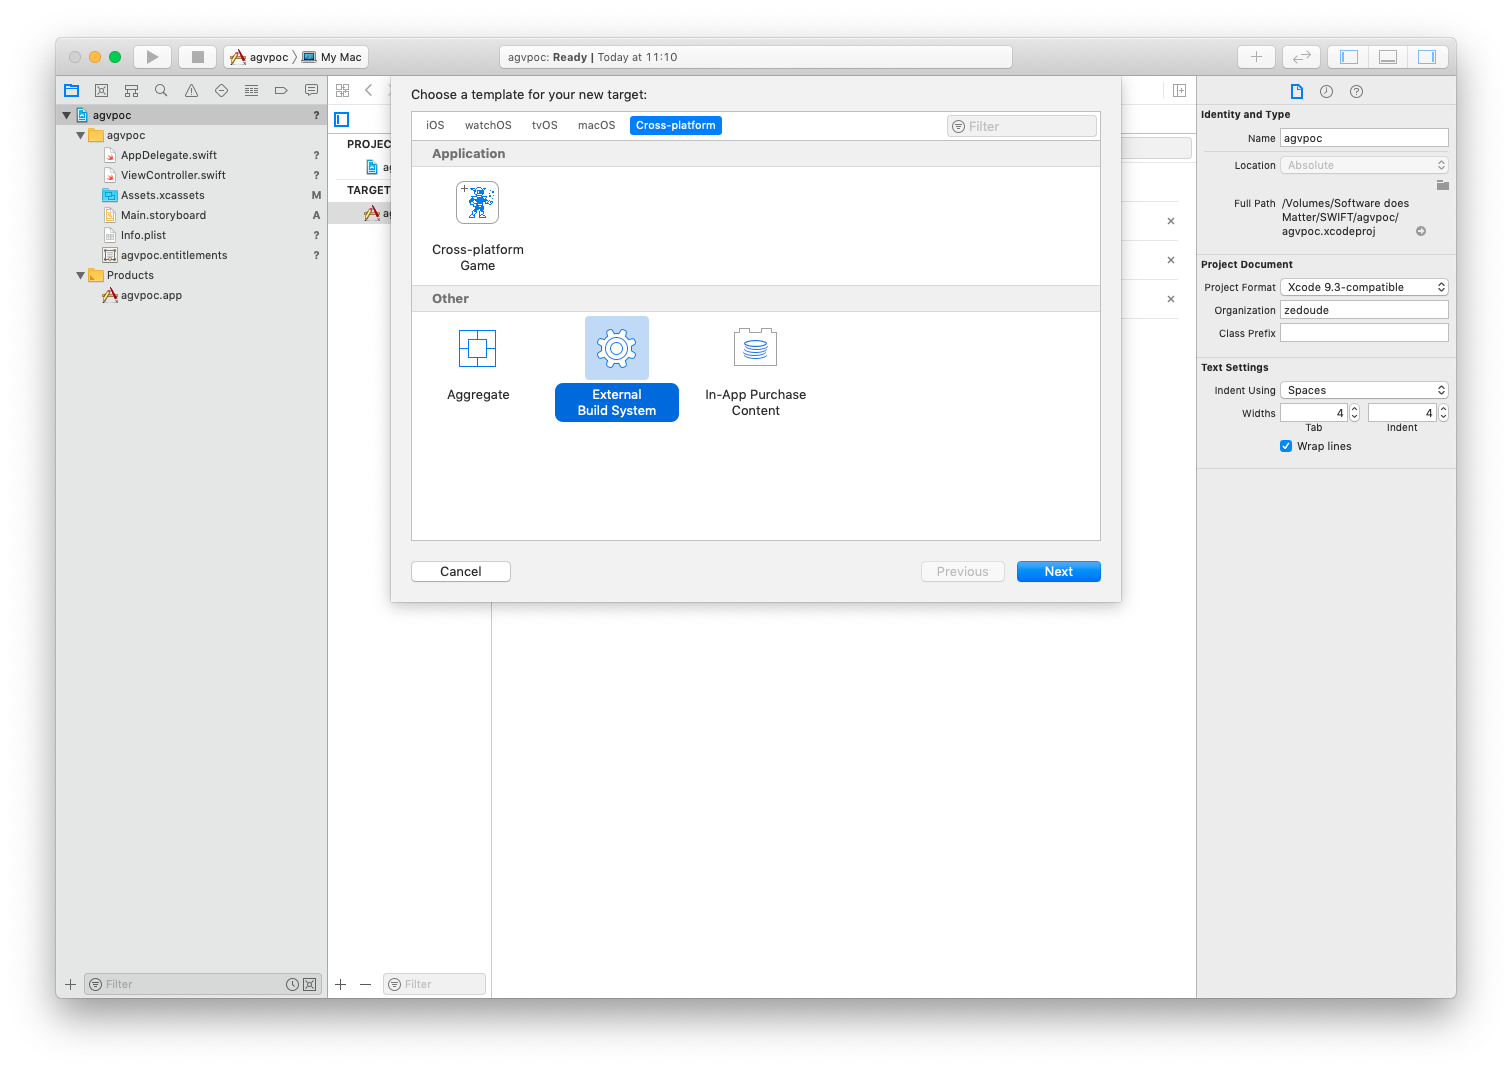 agvpoc
My Mac
agvpoc: Ready | Today at 11:10
agvpoc
?
agvpoc
AppDelegate.swift
?
ViewController.swift
?
Assets.xcassets
M
Main.storyboard
A
Info.plist
?
agvpoc.entitlements
?
Products
agvpoc.app
Filter
PROJEC
ag
TARGET
ag
Filter
Choose a template for your new target:
iOS
watchOS
tvOS
macOS
Cross-platform
Filter
Application
Cross-platform
Game
Other
Aggregate
External
Build System
In-App Purchase
Content
Cancel
Previous
Next
Identity and Type
Name
agvpoc
Location
Absolute
Full Path
/Volumes/Software does
Matter/SWIFT/agvpoc/
agvpoc.xcodeproj
Project Document
Project Format
Xcode 9.3-compatible
Organization
zedoude
Class Prefix
Text Settings
Indent Using
Spaces
Widths
4
4
Tab
Indent
Wrap lines